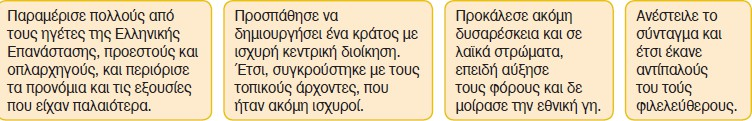 Παραμέρισε πολλούς από
τους ηγέτες της Ελληνικής
Επανάστασης, προεστούς και
οπλαρχηγούς, και περιόρισε
τα προνόμια και τις εξουσίες
που είχαν παλαιότερα.
Προσπάθησε να
δημιουργήσει ένα κράτος με
ισχυρή κεντρική διοίκηση.
Έτσι, συγκρούστηκε με τους
τοπικούς άρχοντες, που
ήταν ακόμη ισχυροί.
Προκάλεσε ακόμη
δυσαρέσκεια και σε
λαϊκά στρώματα,
επειδή αύξησε
τους φόρους και δε
μοίρασε την εθνική γη.
Ανέστειλε το
σύνταγμα και
έτσι έκανε
αντίπαλούς
του τούς
φιλελεύθερους.